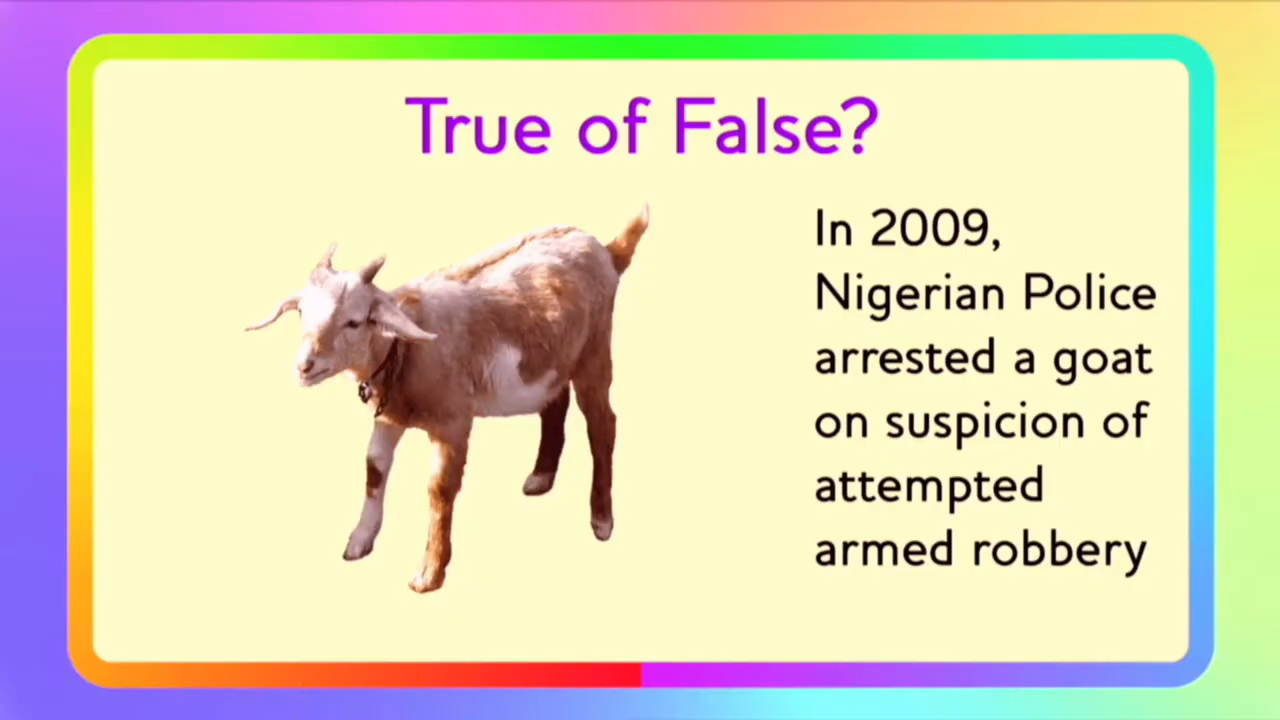 True of False?
In 2009,
Nigerian Police
arrested a goat
on suspicion of
attempted
armed robbery